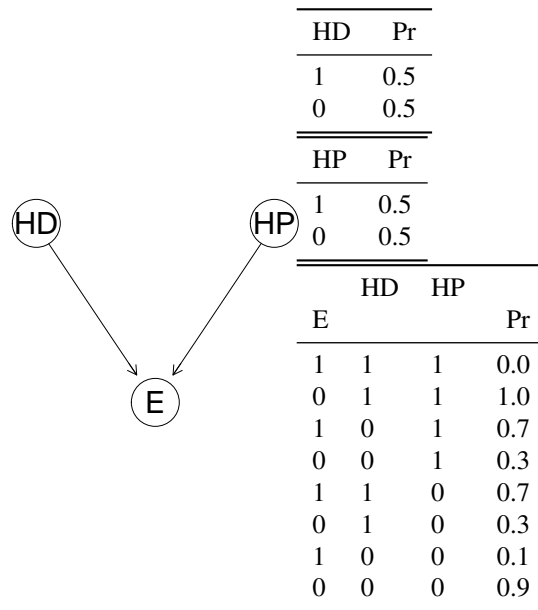 HD Pr
1 0.5
0 0.5
HP Pr
1 0.5
0 0.5
HD HP
E Pr
1 1 1 0.0
0 1 1 1.0
1 0 1 0.7
0 0 1 0.3
1 1 0 0.7
0 1 0 0.3
1 0 0 0.1
0 0 0 0.9
HD HP
E